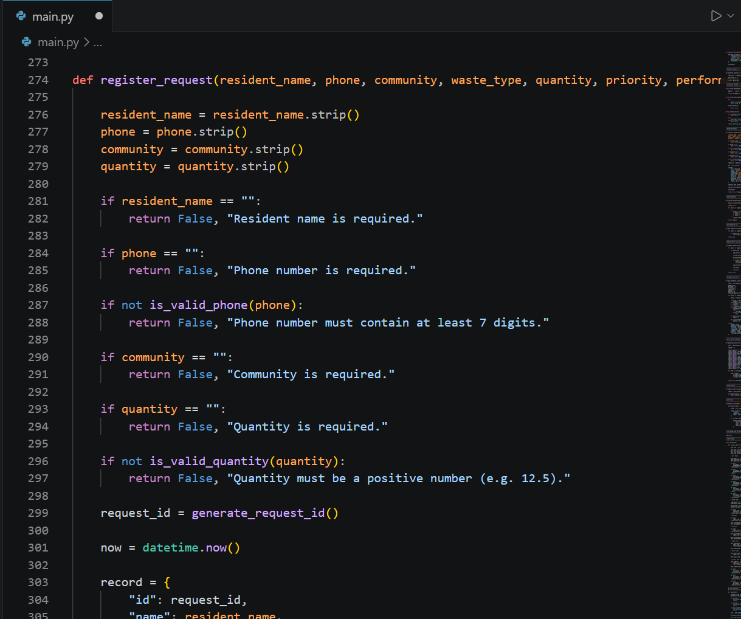 main.py
main.py > ...
273
274 def register_request(resident_name, phone, community, waste_type, quantity, priority, perfor
275
276 resident_name = resident_name.strip()
277 phone = phone.strip()
278 community = community.strip()
279 quantity = quantity.strip()
280
281 if resident_name == "":
282 return False, "Resident name is required."
283
284 if phone == "":
285 return False, "Phone number is required."
286
287 if not is_valid_phone(phone):
288 return False, "Phone number must contain at least 7 digits."
289
290 if community == "":
291 return False, "Community is required."
292
293 if quantity == "":
294 return False, "Quantity is required."
295
296 if not is_valid_quantity(quantity):
297 return False, "Quantity must be a positive number (e.g. 12.5)."
298
299 request_id = generate_request_id()
300
301 now = datetime.now()
302
303 record = {
304 "id": request_id,
305 "name": resident_name,